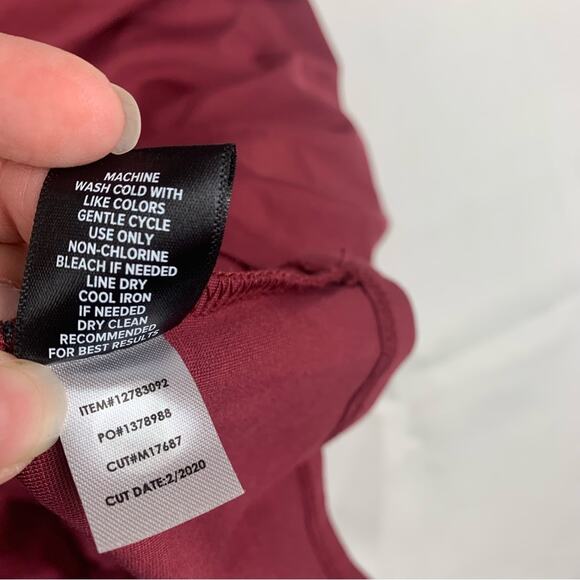 MACHINE
WASH COLD WITH
LIKE COLORS
GENTLE CYCLE
USE ONLY
NON-CHLORINE
BLEACH IF NEEDED
LINE DRY
COOL IRON
IF NEEDED
DRY CLEAN
RECOMMENDED
FOR BEST RESULTS
ITEM#12783092
PO#1378988
CUT#M17687
CUT DATE:2/2020